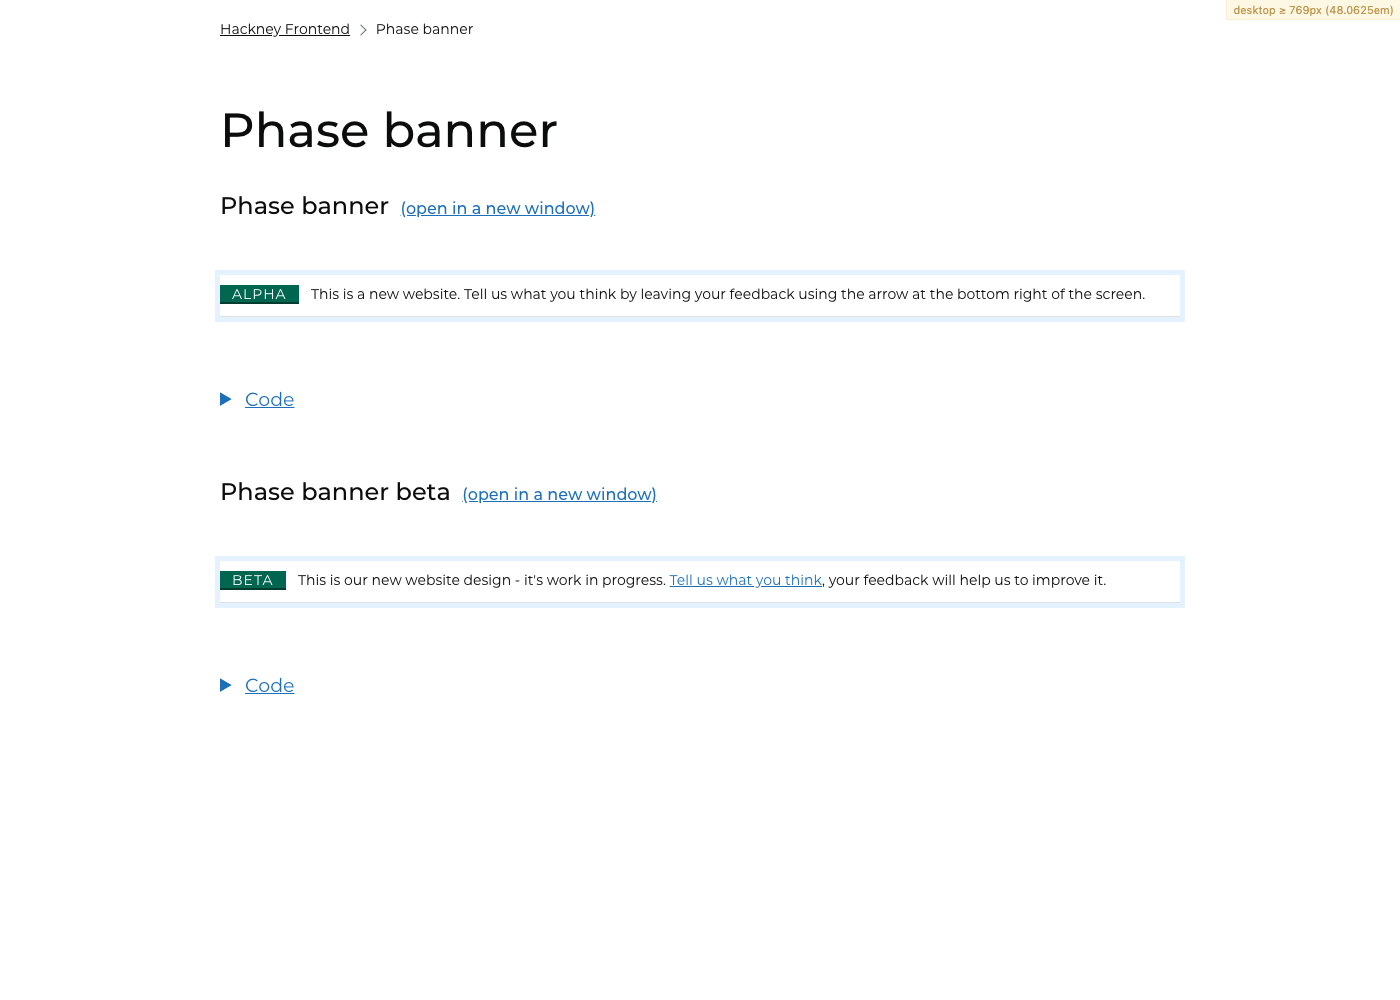 desktop ≥ 769px (48.0625em)
Hackney Frontend > Phase banner
Phase banner
Phase banner (open in a new window)
ALPHA This is a new website. Tell us what you think by leaving your feedback using the arrow at the bottom right of the screen.
Code
Phase banner beta (open in a new window)
BETA This is our new website design - it's work in progress. Tell us what you think, your feedback will help us to improve it.
Code